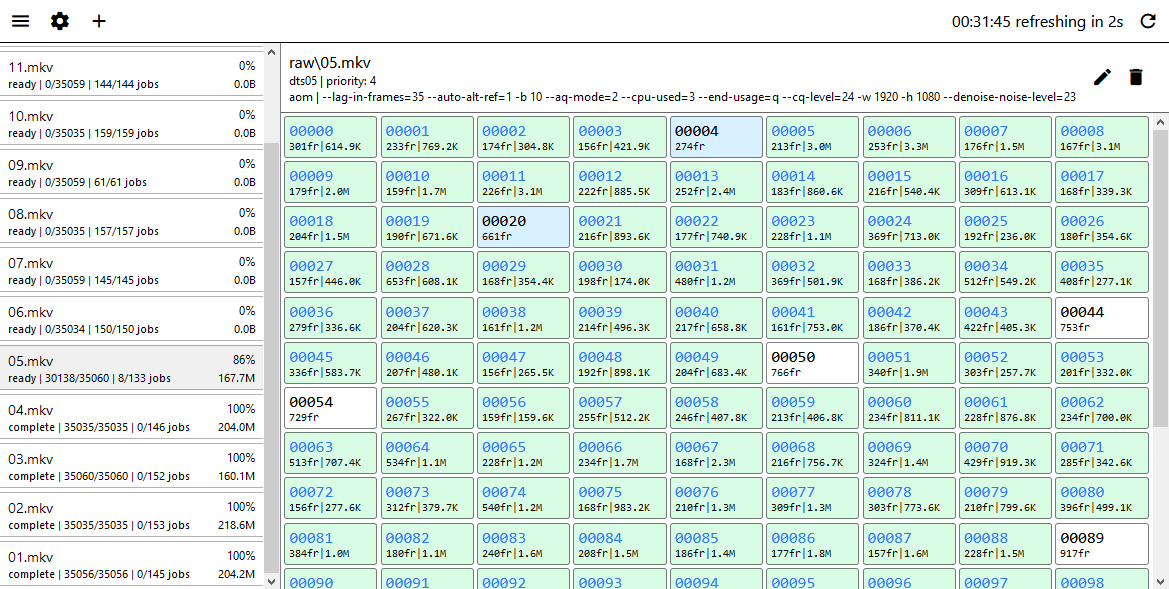 00:31:45 refreshing in 2s
11.mkv 0%
ready | 0/35059 | 144/144 jobs 0.0B
10.mkv 0%
ready | 0/35035 | 159/159 jobs 0.0B
09.mkv 0%
ready | 0/35059 | 61/61 jobs 0.0B
08.mkv 0%
ready | 0/35035 | 157/157 jobs 0.0B
07.mkv 0%
ready | 0/35059 | 145/145 jobs 0.0B
06.mkv 0%
ready | 0/35034 | 150/150 jobs 0.0B
05.mkv 86%
ready | 30138/35060 | 8/133 jobs 167.7M
04.mkv 100%
complete | 35035/35035 | 0/146 jobs 204.0M
03.mkv 100%
complete | 35060/35060 | 0/152 jobs 160.1M
02.mkv 100%
complete | 35035/35035 | 0/153 jobs 218.6M
01.mkv 100%
complete | 35056/35056 | 0/145 jobs 204.2M
raw\05.mkv
dts05 | priority: 4
aom | --lag-in-frames=35 --auto-alt-ref=1 -b 10 --aq-mode=2 --cpu-used=3 --end-usage=q --cq-level=24 -w 1920 -h 1080 --denoise-noise-level=23
00000 00001 00002 00003 00004 00005 00006 00007 00008
301fr|614.9K 233fr|769.2K 174fr|304.8K 156fr|421.9K 274fr 213fr|3.0M 253fr|3.3M 176fr|1.5M 167fr|3.1M
00009 00010 00011 00012 00013 00014 00015 00016 00017
179fr|2.0M 159fr|1.7M 226fr|3.1M 222fr|885.5K 252fr|2.4M 183fr|860.6K 216fr|540.4K 309fr|613.1K 168fr|339.3K
00018 00019 00020 00021 00022 00023 00024 00025 00026
204fr|1.5M 190fr|671.6K 661fr 216fr|893.6K 177fr|740.9K 228fr|1.1M 369fr|713.0K 192fr|236.0K 180fr|354.6K
00027 00028 00029 00030 00031 00032 00033 00034 00035
157fr|446.0K 653fr|608.1K 168fr|354.4K 198fr|174.0K 480fr|1.2M 369fr|501.9K 168fr|386.2K 512fr|549.2K 408fr|277.1K
00036 00037 00038 00039 00040 00041 00042 00043 00044
279fr|336.6K 204fr|620.3K 161fr|1.2M 214fr|496.3K 217fr|658.8K 161fr|753.0K 186fr|370.4K 422fr|405.3K 753fr
00045 00046 00047 00048 00049 00050 00051 00052 00053
336fr|583.7K 207fr|480.1K 156fr|265.5K 192fr|898.1K 204fr|683.4K 766fr 340fr|1.9M 303fr|257.7K 201fr|332.0K
00054 00055 00056 00057 00058 00059 00060 00061 00062
729fr 267fr|322.0K 159fr|159.6K 255fr|512.2K 246fr|407.8K 213fr|406.8K 234fr|811.1K 228fr|876.8K 234fr|700.0K
00063 00064 00065 00066 00067 00068 00069 00070 00071
513fr|707.4K 534fr|1.1M 228fr|1.2M 234fr|1.7M 168fr|2.3M 216fr|756.7K 324fr|1.4M 429fr|919.3K 285fr|342.6K
00072 00073 00074 00075 00076 00077 00078 00079 00080
156fr|277.6K 312fr|379.7K 540fr|1.2M 168fr|983.2K 210fr|1.3M 309fr|1.3M 303fr|773.6K 210fr|799.6K 396fr|499.1K
00081 00082 00083 00084 00085 00086 00087 00088 00089
384fr|1.0M 180fr|1.1M 240fr|1.6M 208fr|1.5M 186fr|1.4M 177fr|1.8M 157fr|1.6M 228fr|1.5M 917fr
00090 00091 00092 00093 00094 00095 00096 00097 00098